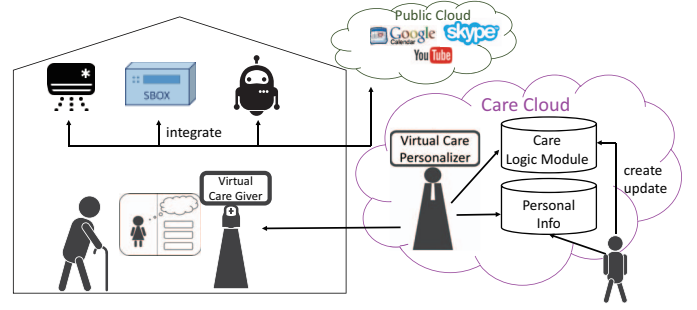 Public Cloud
Google
Calendar
skype
YouTube
SBOX
integrate
Care Cloud
Virtual Care
Personalizer
Care
Logic Module
create
update
Virtual
Care Giver
Personal
Info